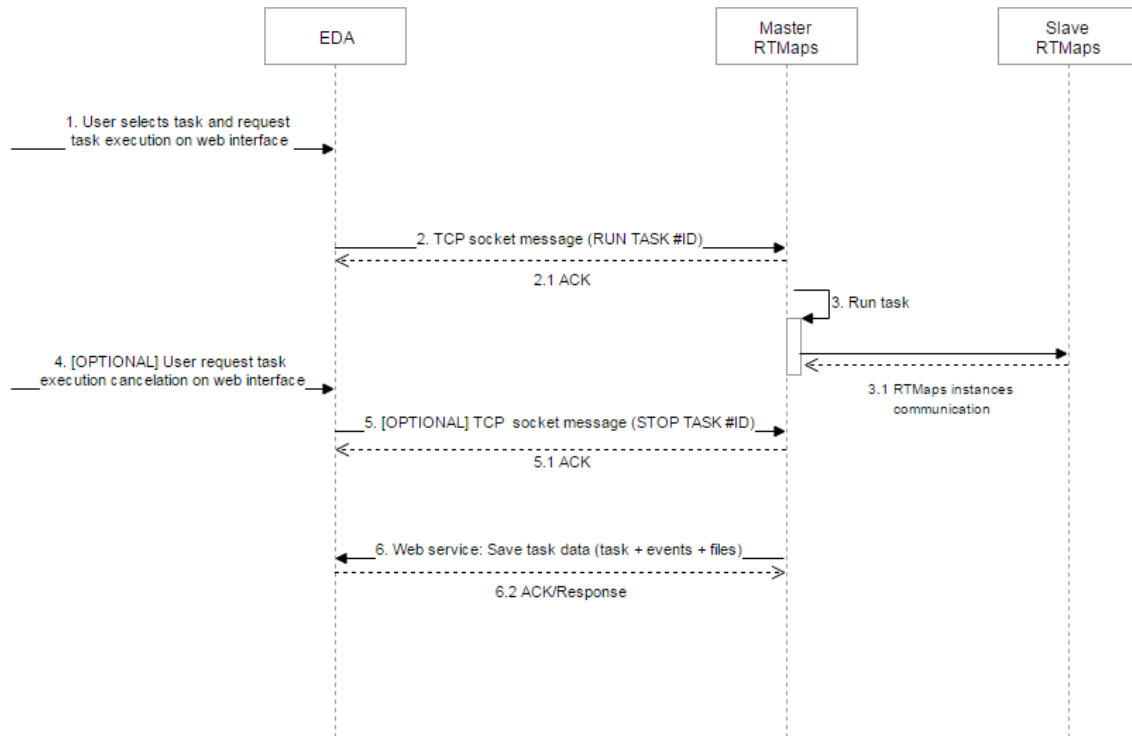 EDA
Master
RTMaps
Slave
RTMaps
1. User selects task and request
task execution on web interface
2. TCP socket message (RUN TASK #ID)
2.1 ACK
3. Run task
4. [OPTIONAL] User request task
execution cancelation on web interface
3.1 RTMaps instances
communication
5. [OPTIONAL] TCP socket message (STOP TASK #ID)
5.1 ACK
6. Web service: Save task data (task + events + files)
6.2 ACK/Response